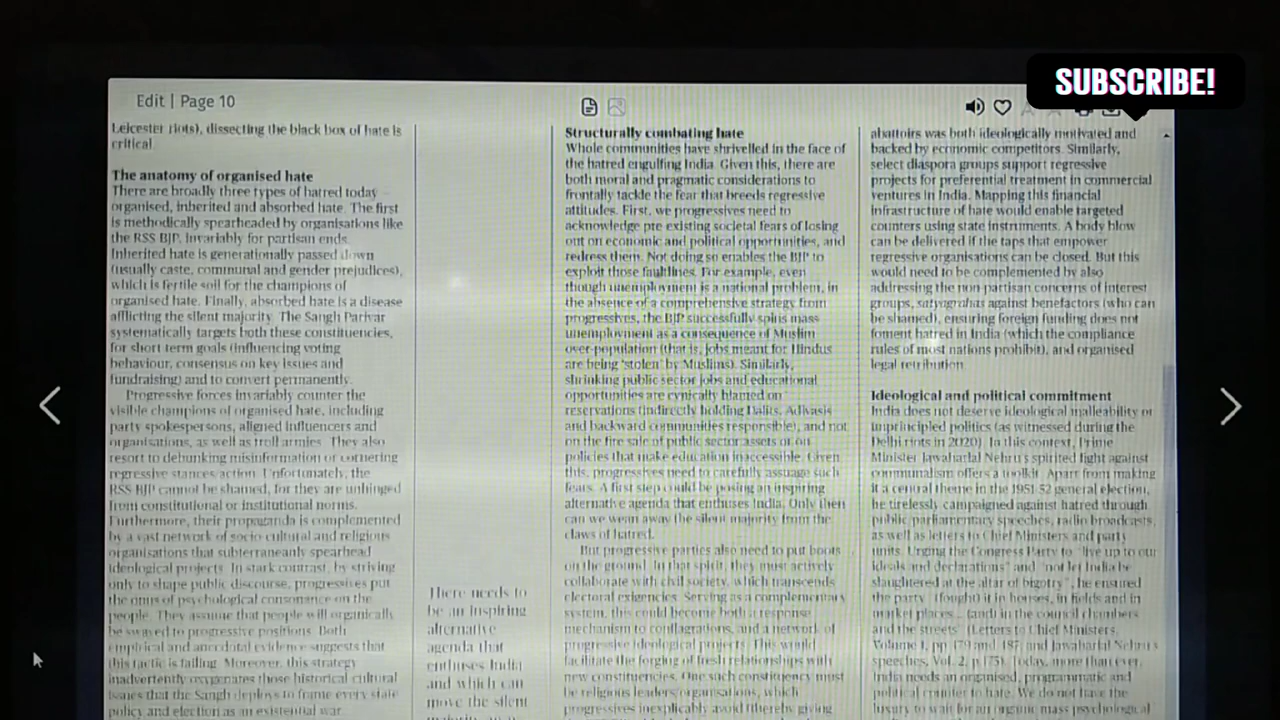 SUBSCRIBE!
Edit | Page 10
Leicester riots), dissecting the black box of hate is
critical.
The anatomy of organised hate
There are broadly three types of hatred today
organised, inherited and absorbed hate. The first
is methodically spearheaded by organisations like
the RSS BJP, invariably for partisan ends.
Inherited hate is generationally passed down
(usually caste, communal and gender prejudices),
which is fertile soil for the champions of
organised hate. Finally, absorbed hate is a disease
afflicting the silent majority. The Sangh Parivar
systematically targets both these constituencies,
for short term goals (influencing voting
behaviour, consensus on key issues and
fundraising) and to convert permanently.
Progressive forces invariably counter the
visible champions of organised hate, including
party spokespersons, aligned influencers and
organisations, as well as troll armies. They also
resort to debunking misinformation or cornering
regressive stances action. Unfortunately, the
RSS BJP cannot be shamed, for they are unhinged
from constitutional or institutional norms.
Furthermore, their propaganda is complemented
by a vast network of socio cultural and religious
organisations that subterraneanly spearhead
ideological projects. In stark contrast, by striving
only to shape public discourse, progressives put
the onus of psychological consonance on the
people. They assume that people will organically
be swayed to progressive positions. Both
empirical and anecdotal evidence suggests that
this tactic is failing. Moreover, this strategy
inadvertently oxygenates those historical cultural
issues that the Sangh deploys to frame every state
policy and election as an existential war.
There needs to
be an inspiring
alternative
agenda that
enthuses India
and which can
move the silent
Structurally combating hate
Whole communities have shrivelled in the face of
the hatred engulfing India. Given this, there are
both moral and pragmatic considerations to
frontally tackle the fear that breeds regressive
attitudes. First, we progressives need to
acknowledge pre existing societal fears of losing
out on economic and political opportunities, and
redress them. Not doing so enables the BJP to
exploit those faultlines. For example, even
though unemployment is a national problem, in
the absence of a comprehensive strategy from
progressives, the BJP successfully spins mass
unemployment as a consequence of Muslim
over-population (that is, jobs meant for Hindus
are being 'stolen' by Muslims). Similarly,
shrinking public sector jobs and educational
opportunities are cynically blamed on
reservations (indirectly holding Dalits, Adivasis
and backward communities responsible), and not
on the fire sale of public sector assets or on
policies that make education inaccessible. Given
this, progressives need to carefully assuage such
fears. A first step could be posing an inspiring
alternative agenda that enthuses India. Only then
can we wean away the silent majority from the
claws of hatred.
But progressive parties also need to put boots
on the ground. In that spirit, they must actively
collaborate with civil society, which transcends
electoral exigencies. Serving as a complementary
system, this could become both a response
mechanism to conflagrations, and a network of
progressive ideological projects. This would
facilitate the forging of fresh relationships with
new constituencies. One such constituency must
be religious leaders/organisations, which
progressives inexplicably avoid (thereby giving
abattoirs was both ideologically motivated and
backed by economic competitors. Similarly,
select diaspora groups support regressive
projects for preferential treatment in commercial
ventures in India. Mapping this financial
infrastructure of hate would enable targeted
counters using state instruments. A body blow
can be delivered if the taps that empower
regressive organisations can be closed. But this
would need to be complemented by also
addressing the non-partisan concerns of interest
groups, satyagrahas against benefactors (who can
be shamed), ensuring foreign funding does not
foment hatred in India (which the compliance
rules of most nations prohibit), and organised
legal retribution.
Ideological and political commitment
India does not deserve ideological malleability or
unprincipled politics (as witnessed during the
Delhi riots in 2020). In this context, Prime
Minister Jawaharlal Nehru's spirited fight against
communalism offers a toolkit. Apart from making
it a central theme in the 1951-52 general election,
he tirelessly campaigned against hatred through
public/parliamentary speeches, radio broadcasts,
as well as letters to Chief Ministers and party
units. Urging the Congress Party to "live up to our
ideals and declarations" and "not let India be
slaughtered at the altar of bigotry", he ensured
the party "(fought) it in houses, in fields and in
market places... (and) in the council chambers
and the streets" (Letters to Chief Ministers,
Volume 1, pp 179 and 187; and Jawaharlal Nehru's
speeches, Vol. 2, p 175). Today, more than ever,
India needs an organised, programmatic and
political counter to hate. We do not have the
luxury to wait for an organic mass psychological